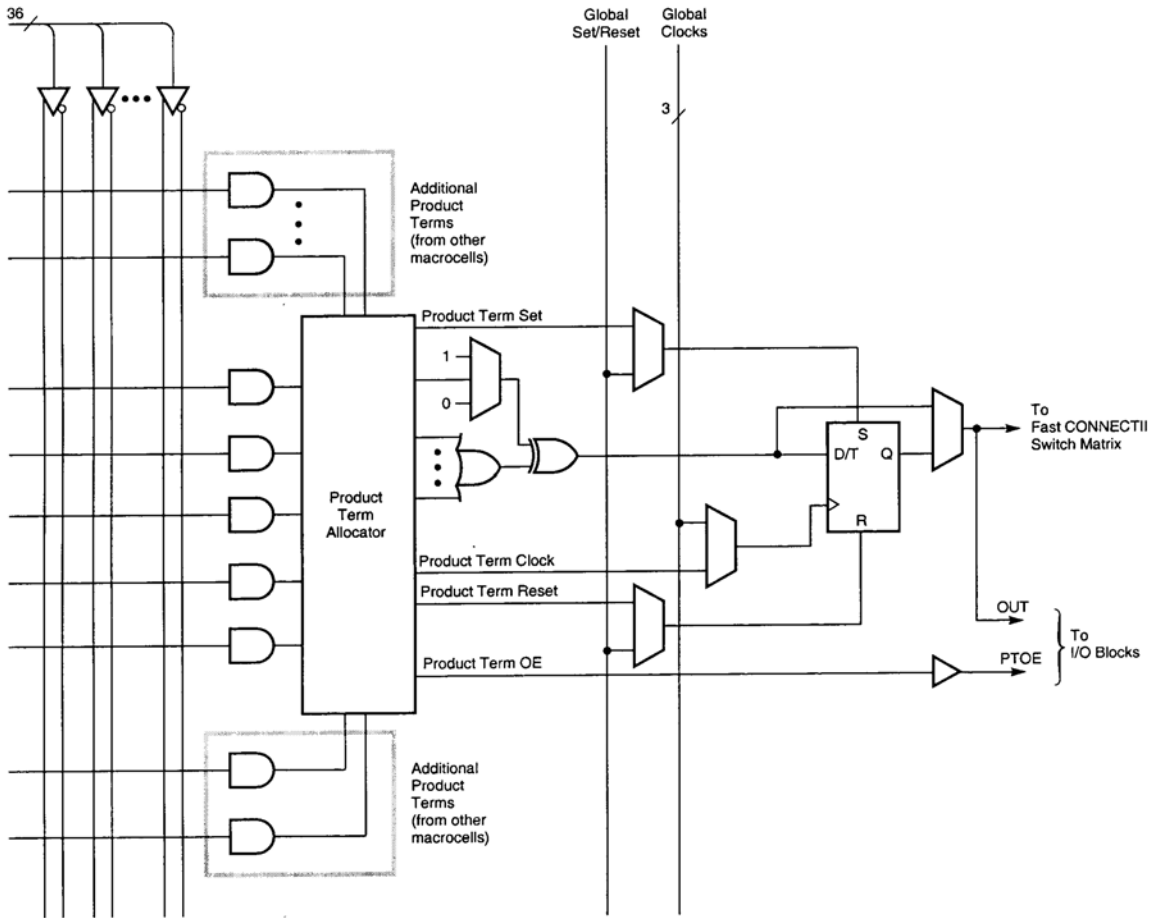 36
Global
Set/Reset
Global
Clocks
3
Additional
Product
Terms
(from other
macrocells)
Product Term Set
1
0
Product
Term
Allocator
S
D/T Q
R
To
Fast CONNECTII
Switch Matrix
Product Term Clock
Product Term Reset
OUT
To
I/O Blocks
Product Term OE
PTOE
Additional
Product
Terms
(from other
macrocells)